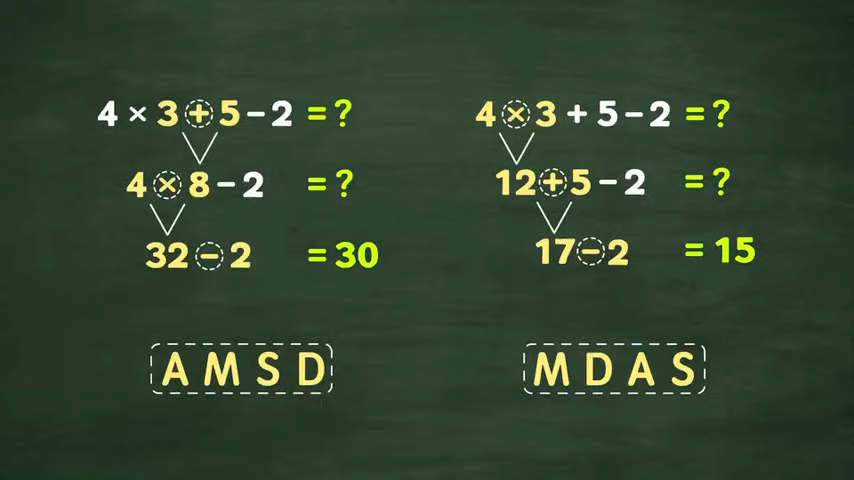 4 × 3 + 5 − 2 = ?
4 × 8 − 2 = ?
32 − 2 = 30
A M S D
4 × 3 + 5 − 2 = ?
12 + 5 − 2 = ?
17 − 2 = 15
M D A S